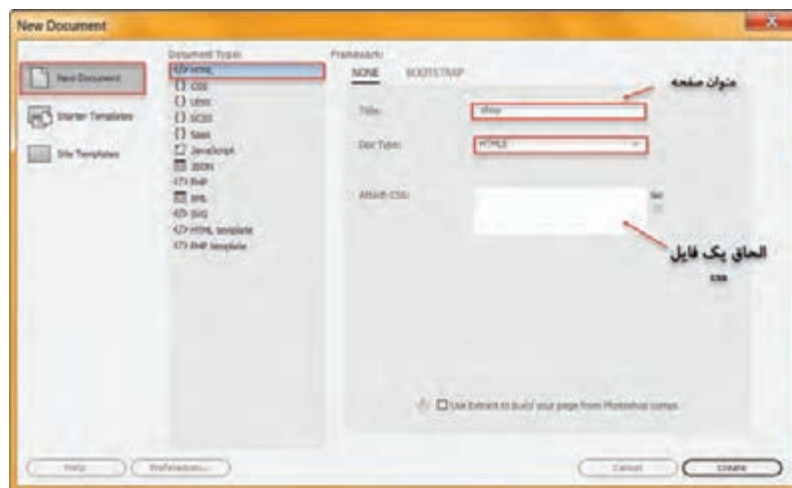 New Document
New Document
Starter Templates
Site Templates
Document Type:
</> HTML
{} CSS
{} LESS
{} SCSS
{} Sass
JavaScript
JSON
</> PHP
XML
</> SVG
</> HTML template
</> PHP template
Framework:
NONE BOOTSTRAP
عنوان صفحه
Title: shop
Doc Type: HTML5
Attach CSS:
الحاق یک فایل
css
Use Extract to build your page from Photoshop comps
Help
Preferences...
Cancel
Create